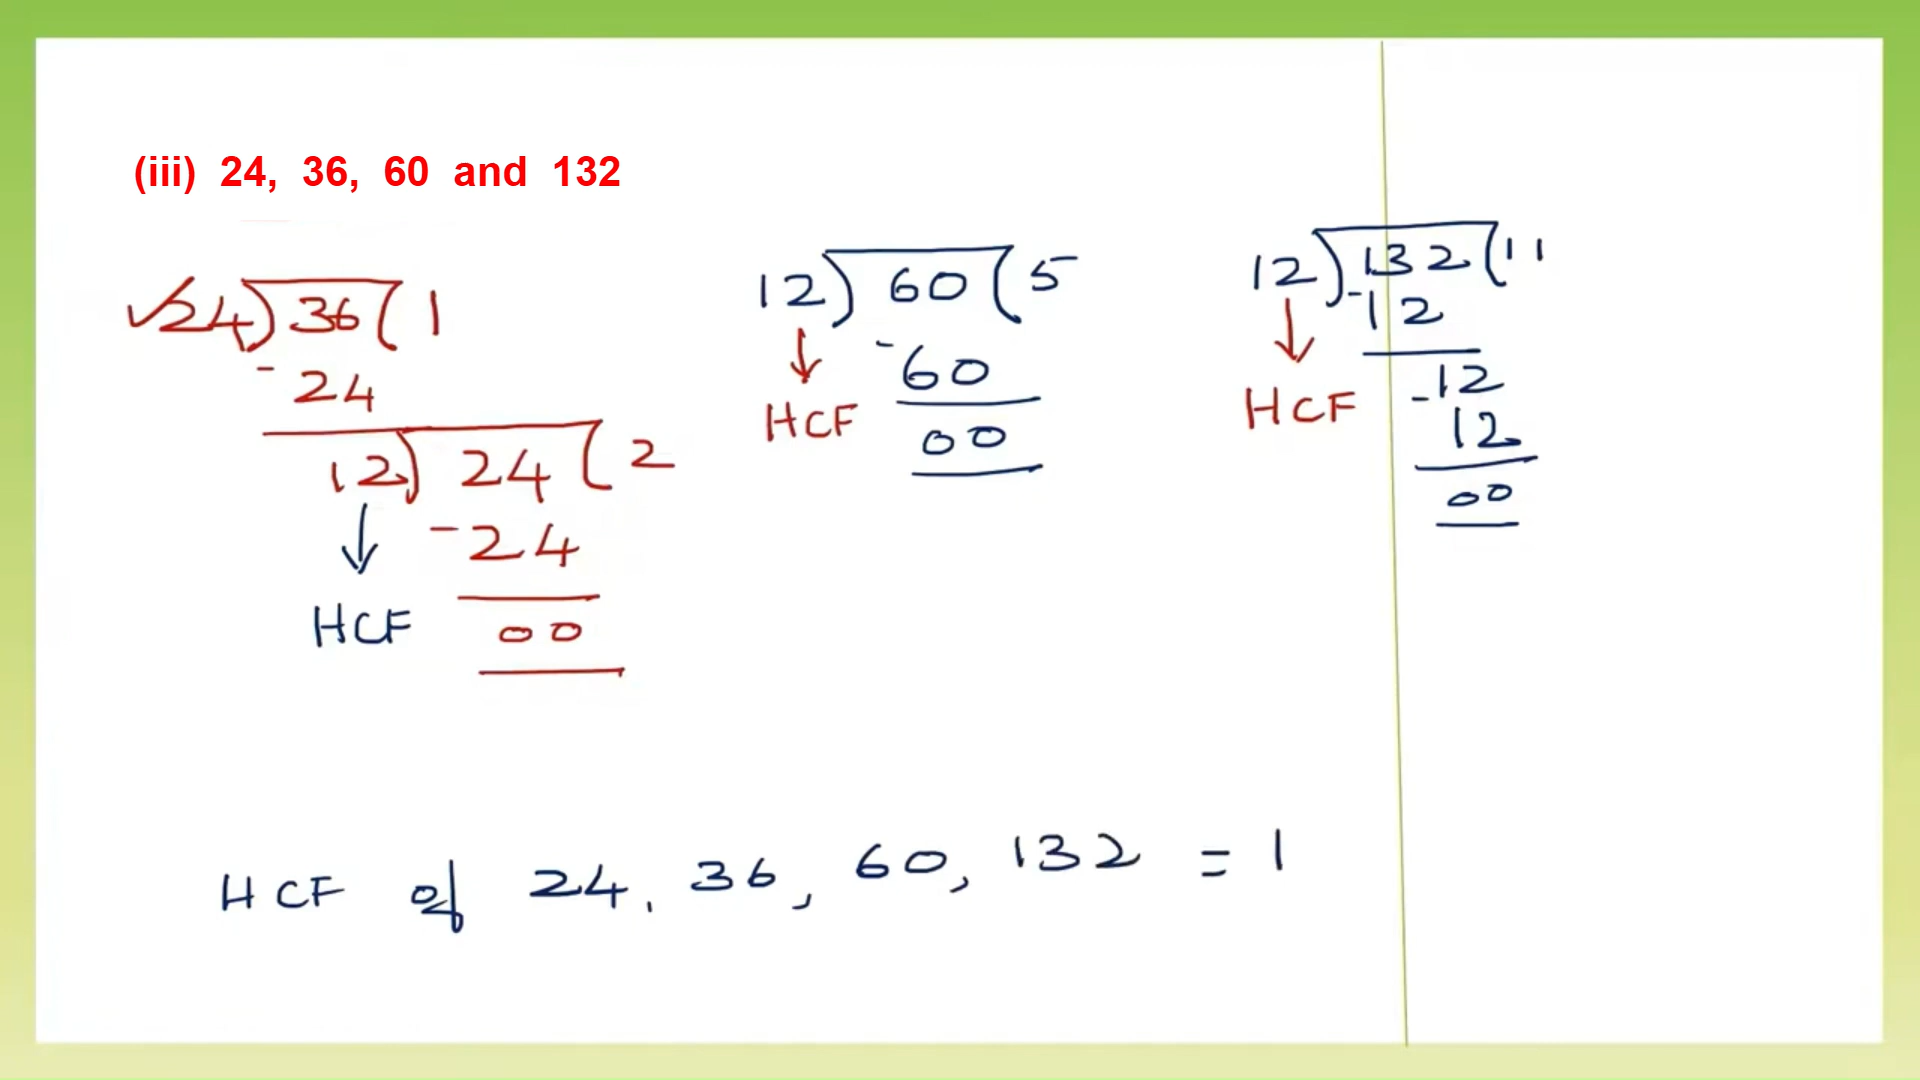 (iii) 24, 36, 60 and 132
24) 36 ( 1
- 24
12) 24 ( 2
- 24
00
HCF
12) 60 ( 5
- 60
00
HCF
12) 132 ( 11
- 12
- 12
12
00
HCF
HCF of 24, 36, 60, 132 = 1